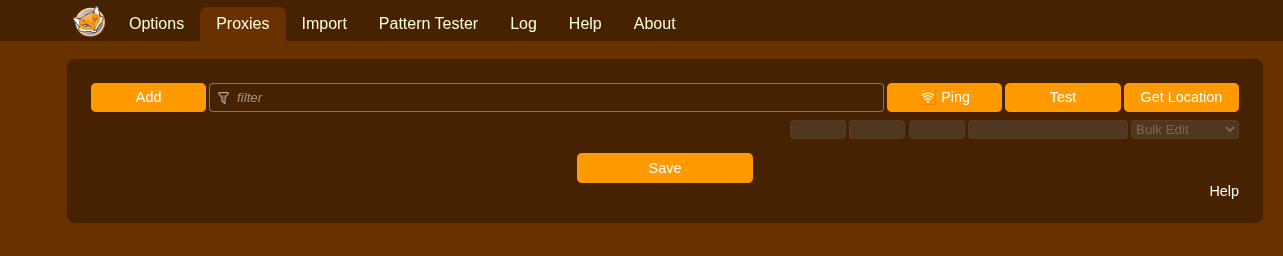 Options Proxies Import Pattern Tester Log Help About
Add filter Ping Test Get Location
Bulk Edit
Save
Help